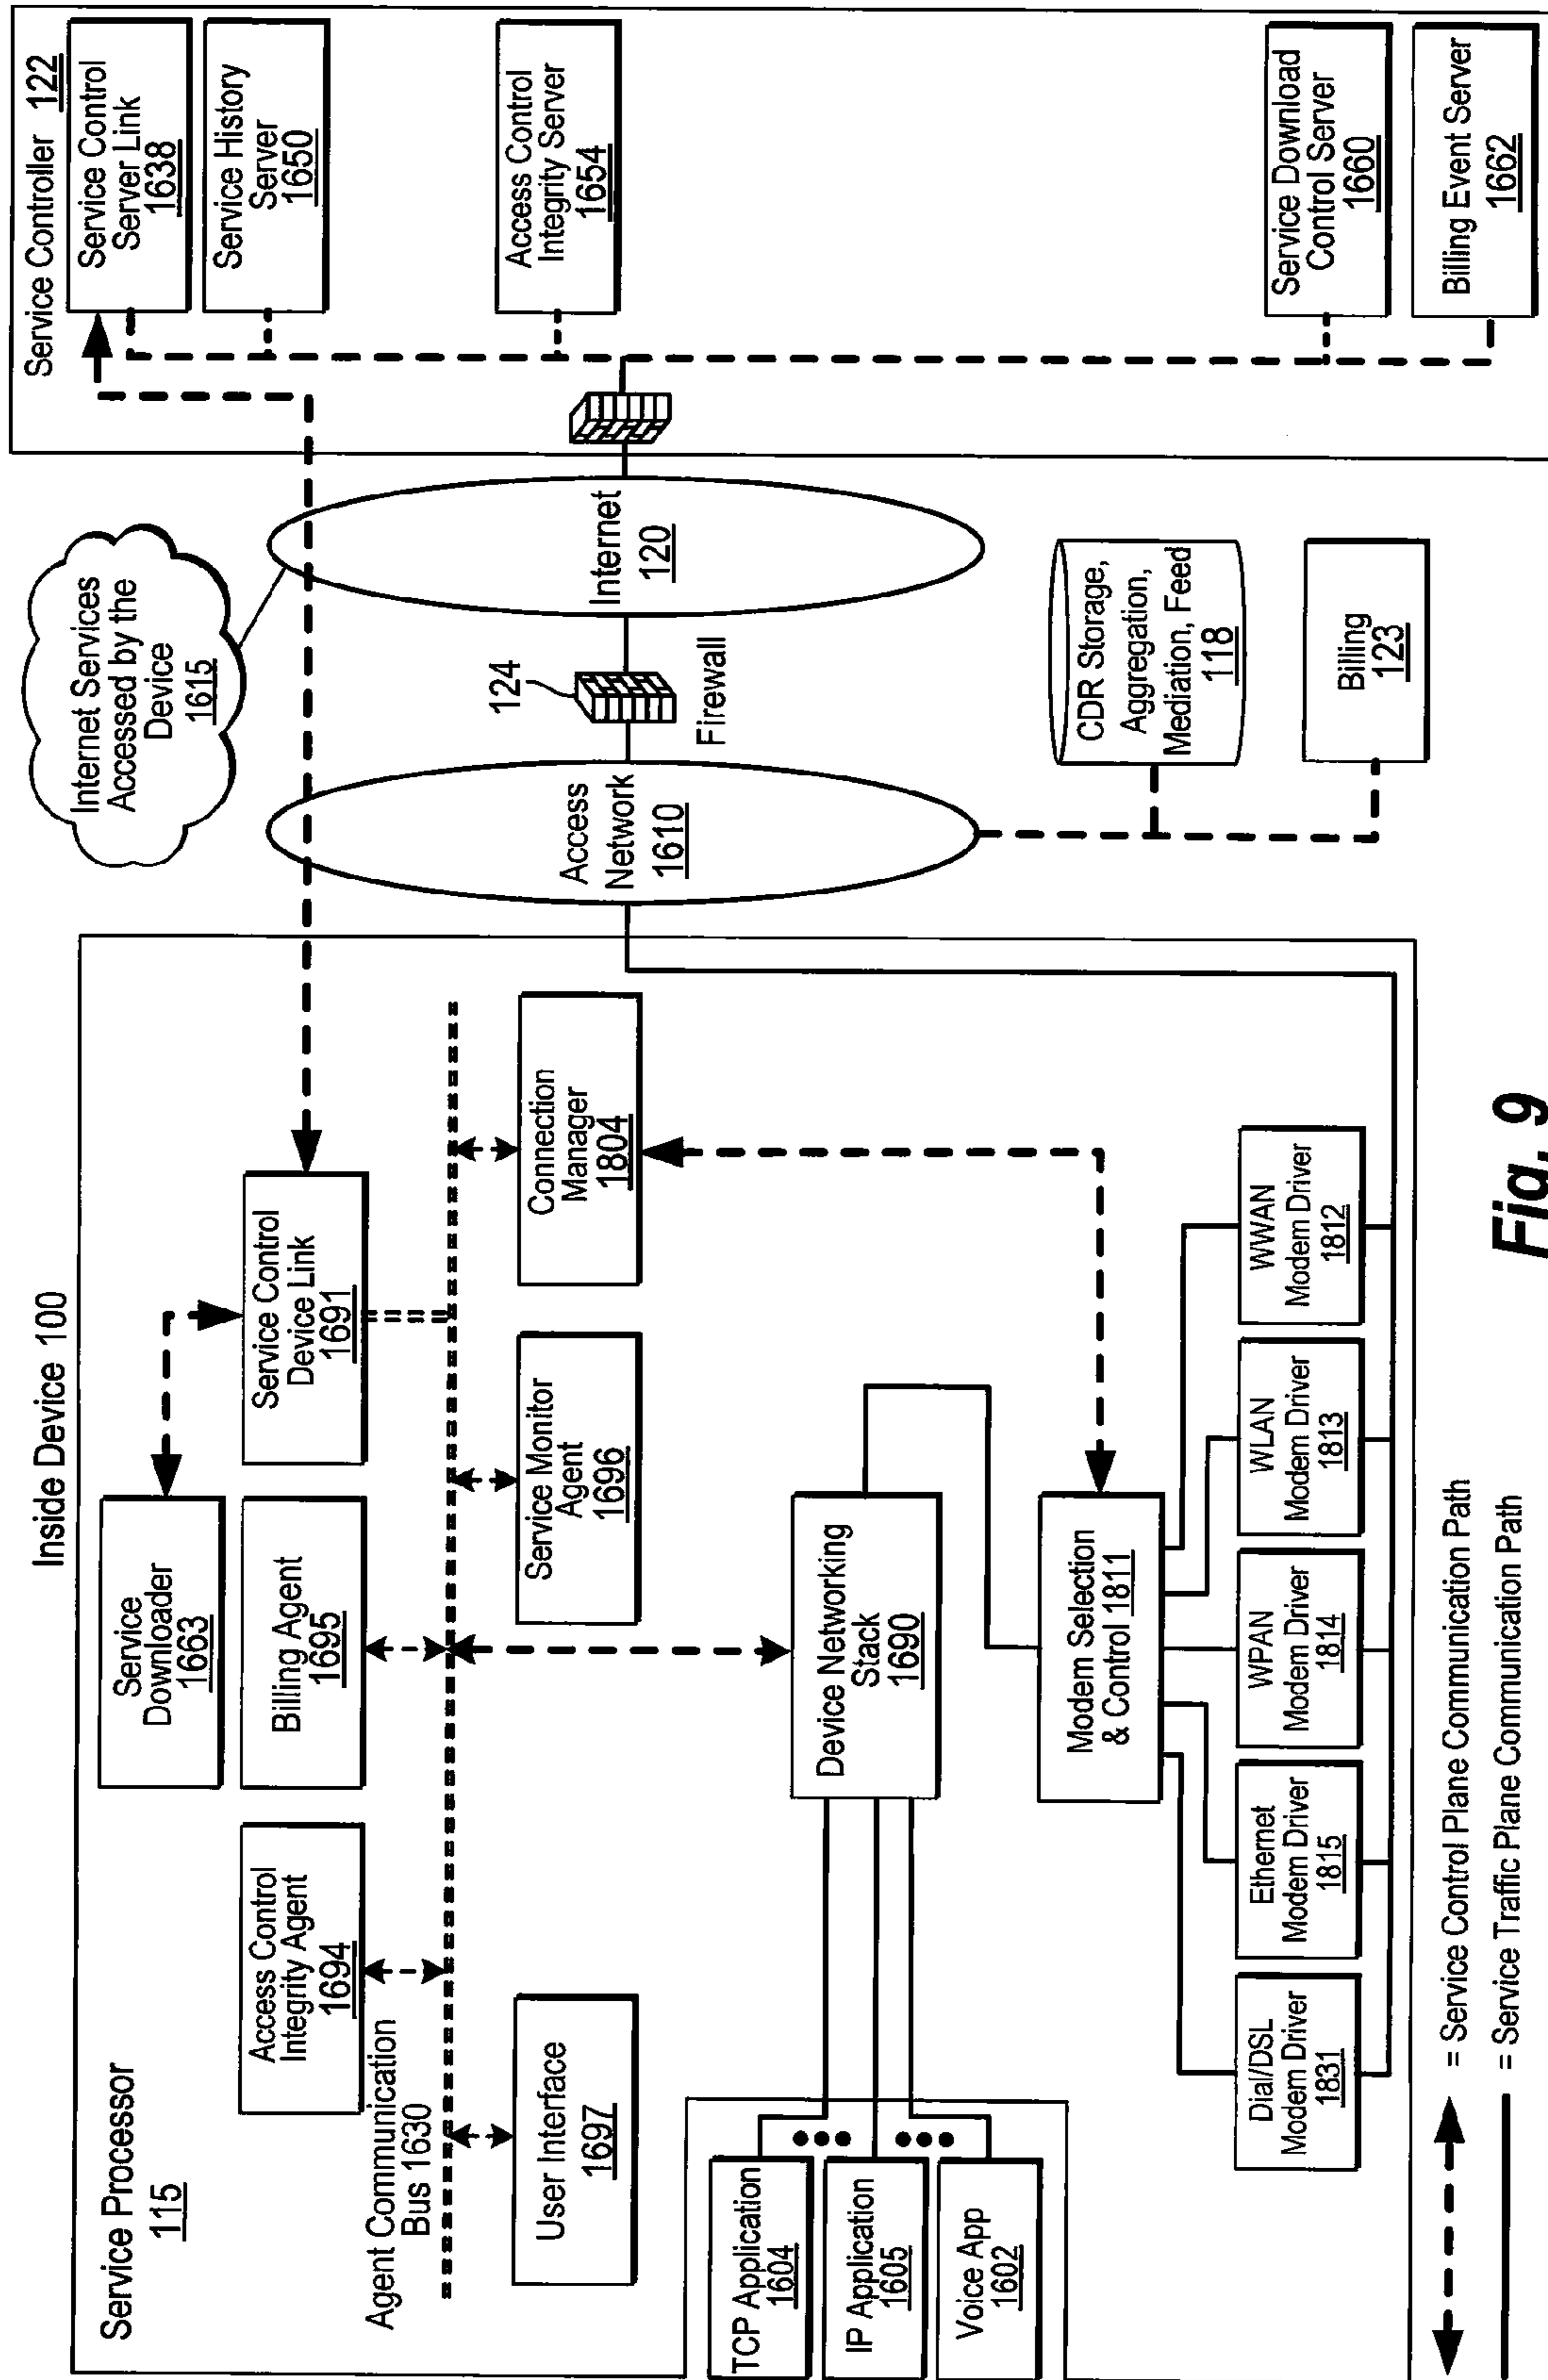 Inside Device 100
Service Processor
115
Service
Downloader
1663
Access Control
Integrity Agent
1694
Billing Agent
1695
Service Control
Device Link
1691
Agent Communication
Bus 1630
User Interface
1697
Service Monitor
Agent
1696
Connection
Manager
1804
TCP Application
1604
IP Application
1605
Voice App
1602
Device Networking
Stack
1690
Modem Selection
& Control 1811
Dial/DSL
Modem Driver
1831
Ethernet
Modem Driver
1815
WPAN
Modem Driver
1814
WLAN
Modem Driver
1813
WWAN
Modem Driver
1812
Internet Services
Accessed by the
Device
1615
Access
Network
1610
124
Firewall
Internet
120
CDR Storage,
Aggregation,
Mediation, Feed
118
Billing
123
Service Controller 122
Service Control
Server Link
1638
Service History
Server
1650
Access Control
Integrity Server
1654
Service Download
Control Server
1660
Billing Event Server
1662
= Service Control Plane Communication Path
= Service Traffic Plane Communication Path
Fig. 9